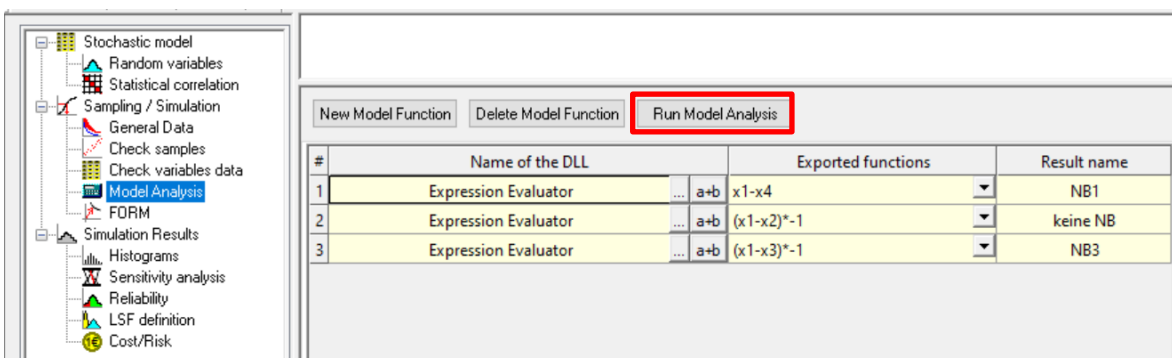 Stochastic model
Random variables
Statistical correlation
Sampling / Simulation
General Data
Check samples
Check variables data
Model Analysis
FORM
Simulation Results
Histograms
Sensitivity analysis
Reliability
LSF definition
Cost/Risk
New Model Function Delete Model Function Run Model Analysis
# Name of the DLL Exported functions Result name
1 Expression Evaluator ... a+b x1-x4 NB1
2 Expression Evaluator ... a+b (x1-x2)*-1 keine NB
3 Expression Evaluator ... a+b (x1-x3)*-1 NB3